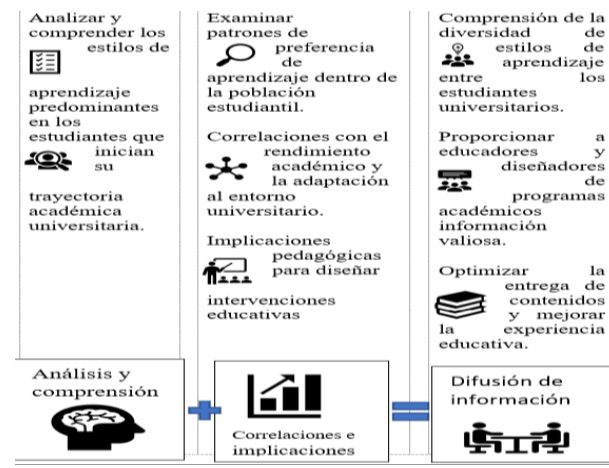 Analizar y
comprender los
estilos de
aprendizaje
predominantes
en los
estudiantes que
inician
su
trayectoria
académica
universitaria.
Examinar
patrones de
preferencia
de
aprendizaje dentro de
la población
estudiantil.
Correlaciones con el
rendimiento
académico y
la adaptación
al entorno
universitario.
Implicaciones
pedagógicas
para diseñar
intervenciones
educativas
Comprensión de la
diversidad de
estilos de
aprendizaje
entre los
estudiantes
universitarios.
Proporcionar a
educadores y
diseñadores
de
programas
académicos
información
valiosa.
Optimizar la
entrega de
contenidos
y mejorar
la experiencia
educativa.
Análisis y
comprensión
Correlaciones e
implicaciones
Difusión de
información